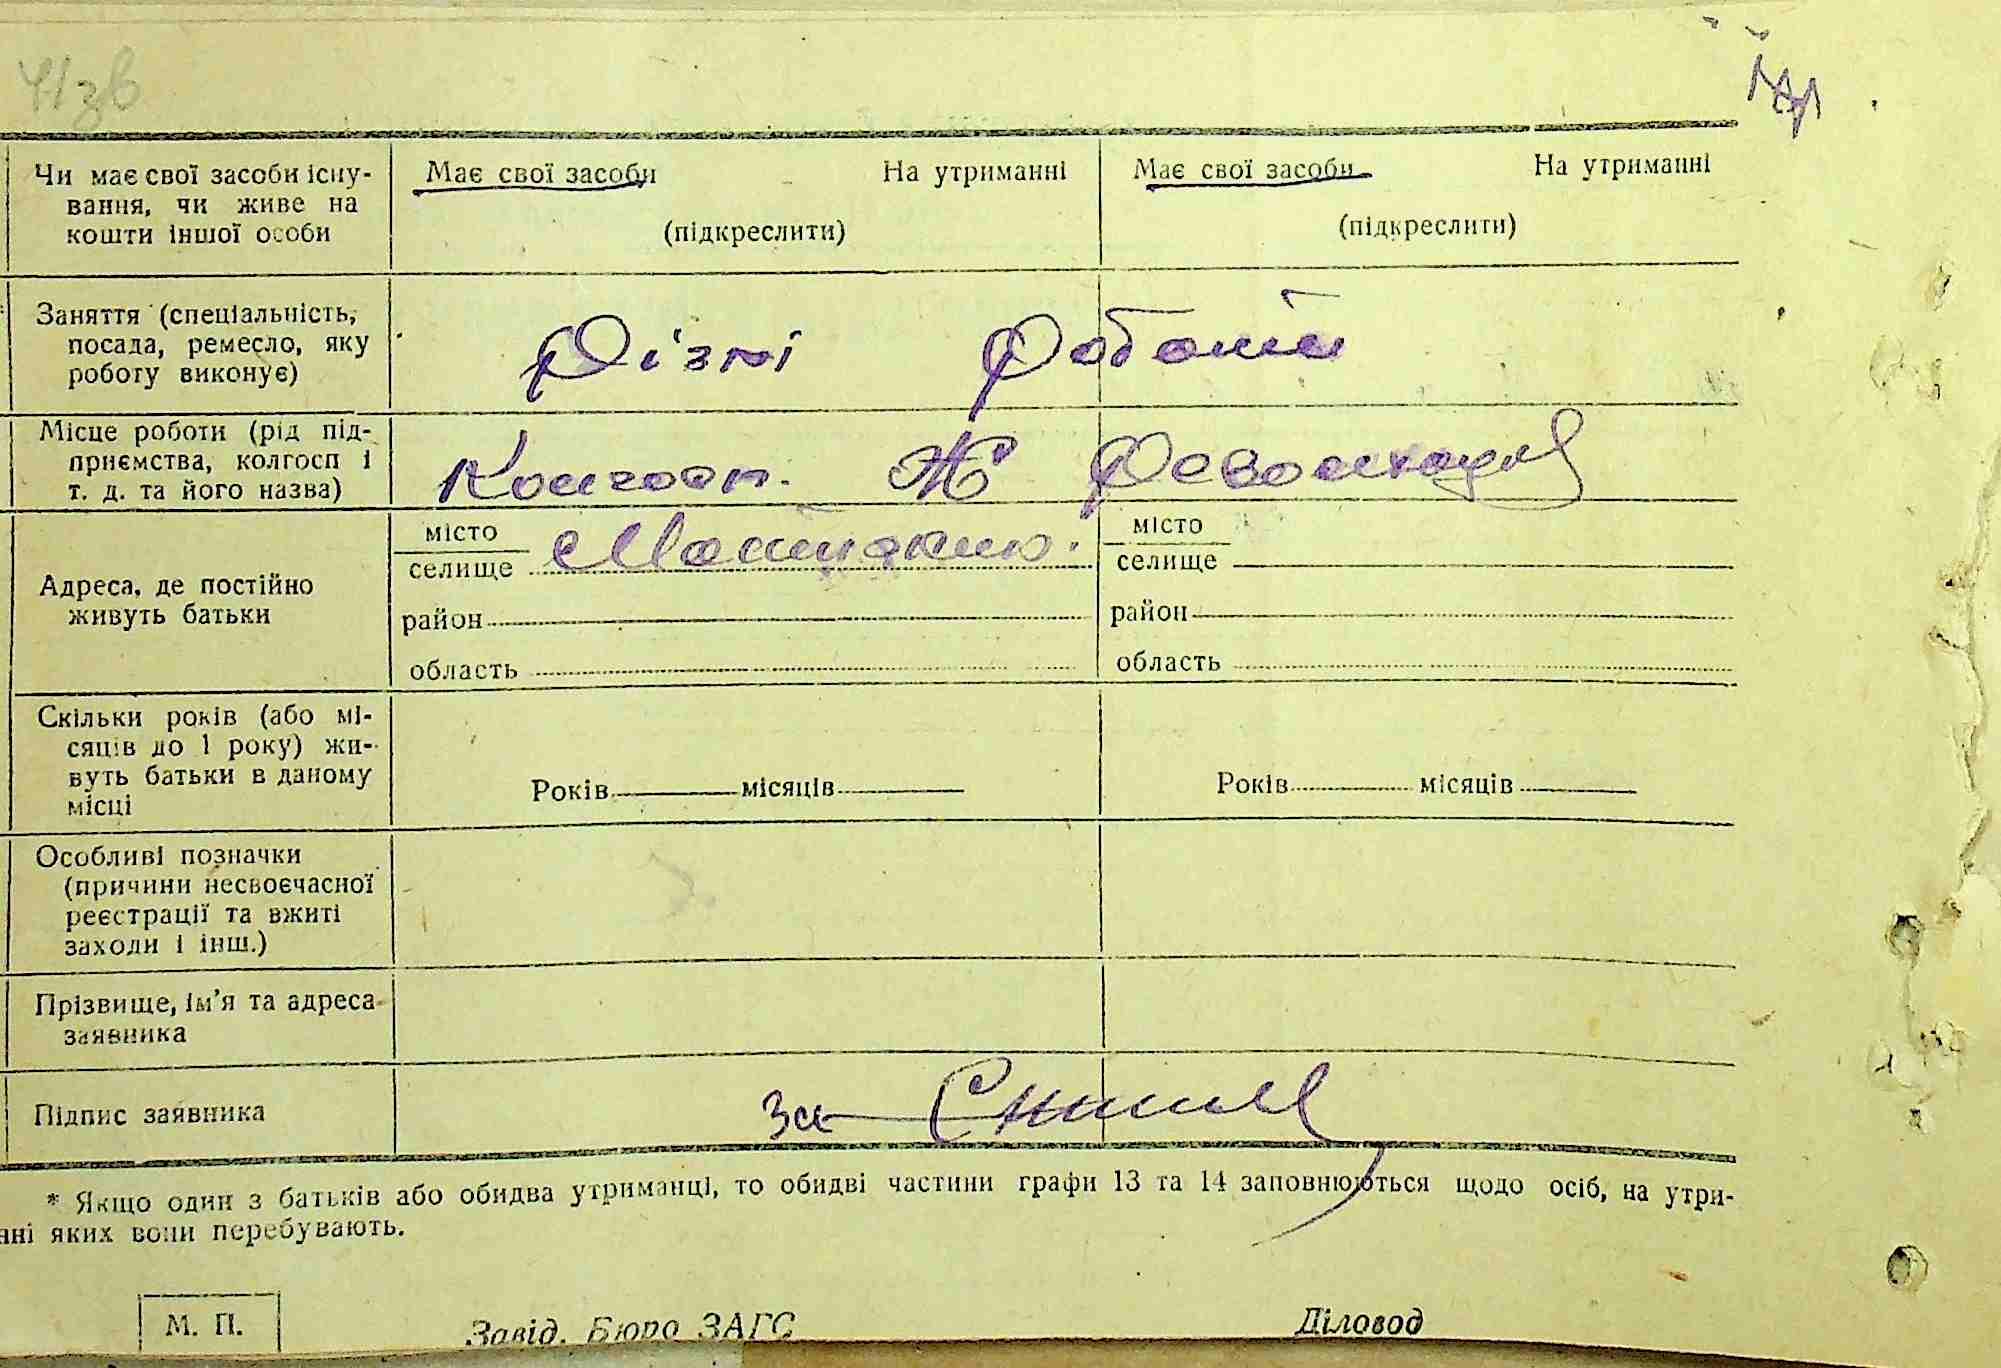 Чи має свої засоби існу-
вання, чи живе на
кошти іншої особи
Має свої засоби На утриманні
(підкреслити)
Має свої засоби На утриманні
(підкреслити)
Заняття (спеціальність,
посада, ремесло, яку
роботу виконує)
Різні роботи
Місце роботи (рід під-
приємства, колгосп і
т. д. та його назва)
Колгосп. Ж Революція
Адреса, де постійно
живуть батьки
місто
селище
район
область
місто
селище
район
область
Скільки років (або мі-
сяців до 1 року) жи-
вуть батьки в даному
місці
Років місяців
Років місяців
Особливі позначки
(причини несвоєчасної
реєстрації та вжиті
заходи і інш.)
Прізвище, ім'я та адреса
заявника
Підпис заявника
за
* Якщо один з батьків або обидва утриманці, то обидві частини графи 13 та 14 заповнюються щодо осіб, на утри-
нні яких вони перебувають.
М. П.
Завід. Бюро ЗАГС
Діловод